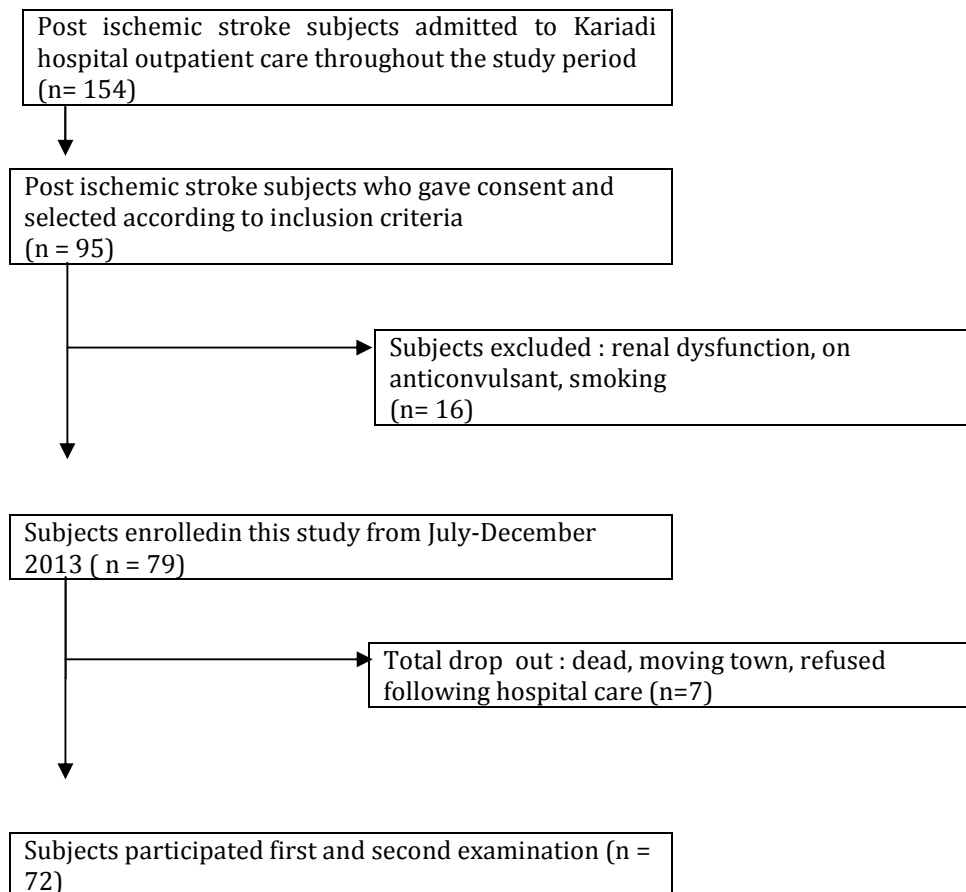 Post ischemic stroke subjects admitted to Kariadi
hospital outpatient care throughout the study period
(n= 154)
Post ischemic stroke subjects who gave consent and
selected according to inclusion criteria
(n = 95)
Subjects excluded : renal dysfunction, on
anticonvulsant, smoking
(n= 16)
Subjects enrolledin this study from July-December
2013 ( n = 79)
Total drop out : dead, moving town, refused
following hospital care (n=7)
Subjects participated first and second examination (n =
72)